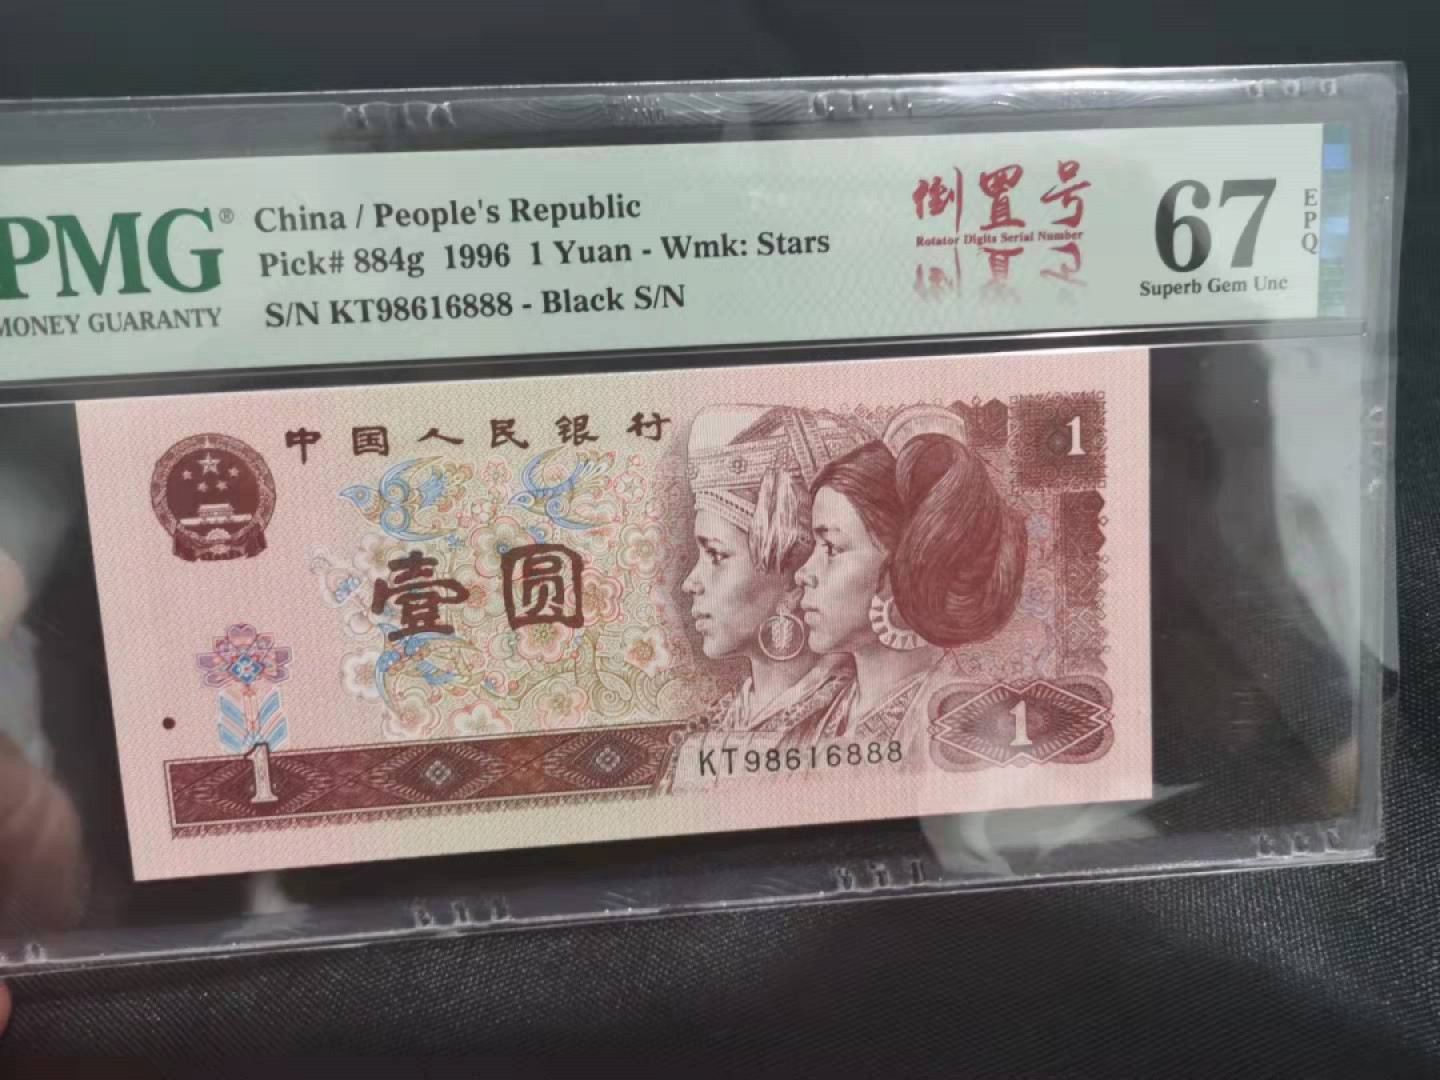 PMG®
MONEY GUARANTY
China / People's Republic
Pick# 884g 1996 1 Yuan - Wmk: Stars
S/N KT98616888 - Black S/N
倒置号
Rotator Digits Serial Number
67
EPQ
Superb Gem Unc
中国人民银行
1
壹圆
1
1
KT98616888